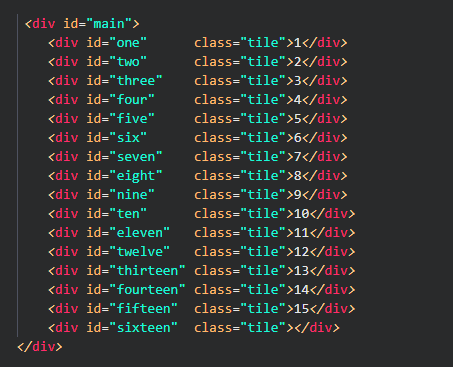 <div id="main">
<div id="one" class="tile">1</div>
<div id="two" class="tile">2</div>
<div id="three" class="tile">3</div>
<div id="four" class="tile">4</div>
<div id="five" class="tile">5</div>
<div id="six" class="tile">6</div>
<div id="seven" class="tile">7</div>
<div id="eight" class="tile">8</div>
<div id="nine" class="tile">9</div>
<div id="ten" class="tile">10</div>
<div id="eleven" class="tile">11</div>
<div id="twelve" class="tile">12</div>
<div id="thirteen" class="tile">13</div>
<div id="fourteen" class="tile">14</div>
<div id="fifteen" class="tile">15</div>
<div id="sixteen" class="tile"></div>
</div>